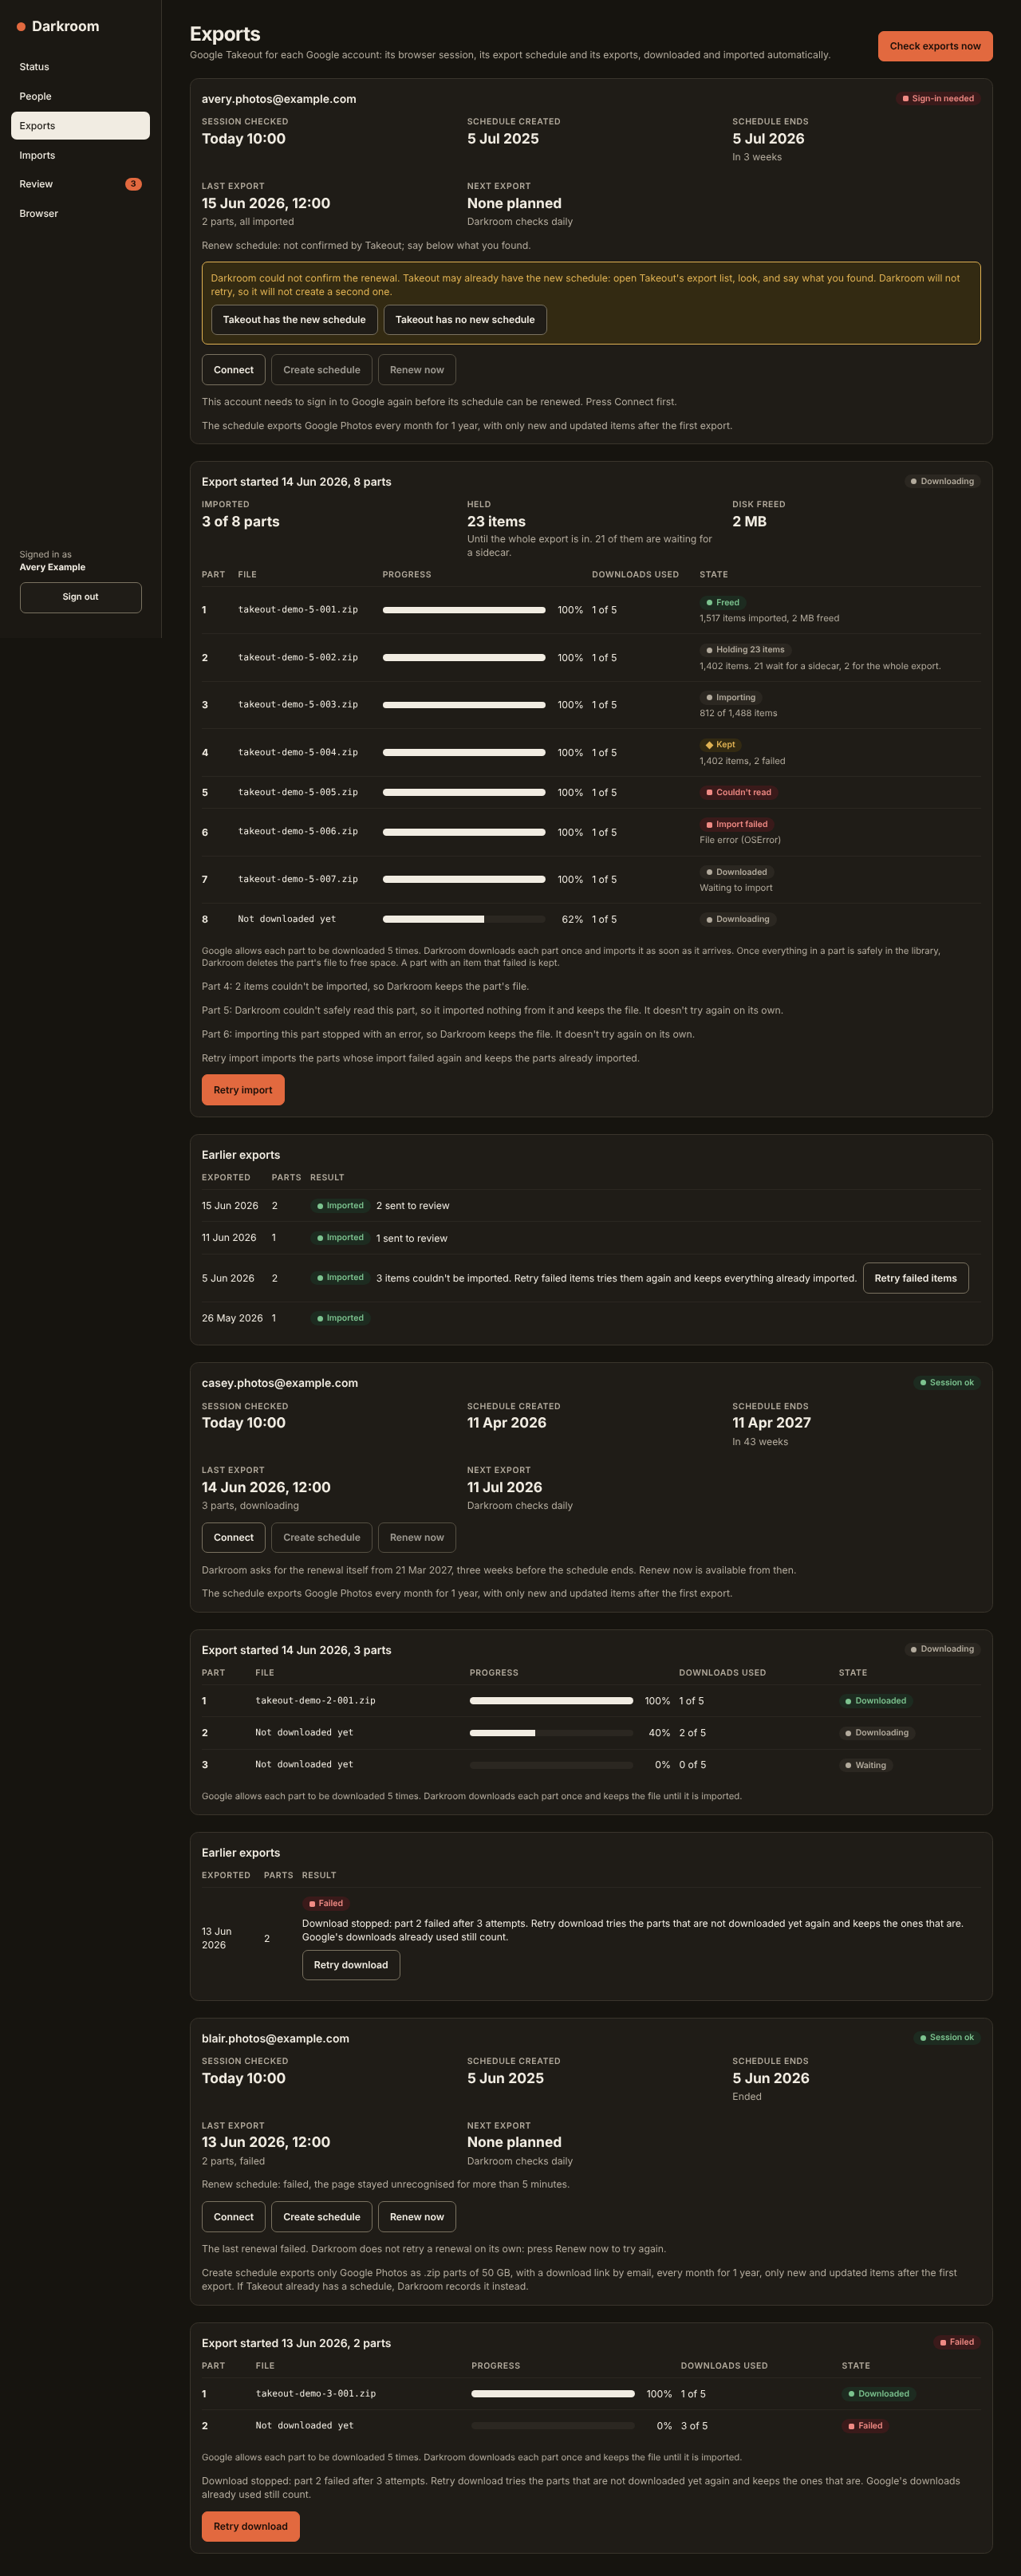 Darkroom
Status
People
Exports
Imports
Review 3
Browser
Signed in as
Avery Example
Sign out
Exports
Google Takeout for each Google account: its browser session, its export schedule and its exports, downloaded and imported automatically.
Check exports now
avery.photos@example.com
Sign-in needed
SESSION CHECKED
Today 10:00
SCHEDULE CREATED
5 Jul 2025
SCHEDULE ENDS
5 Jul 2026
In 3 weeks
LAST EXPORT
15 Jun 2026, 12:00
2 parts, all imported
NEXT EXPORT
None planned
Darkroom checks daily
Renew schedule: not confirmed by Takeout; say below what you found.
Darkroom could not confirm the renewal. Takeout may already have the new schedule: open Takeout's export list, look, and say what you found. Darkroom will not
retry, so it will not create a second one.
Takeout has the new schedule
Takeout has no new schedule
Connect
Create schedule
Renew now
This account needs to sign in to Google again before its schedule can be renewed. Press Connect first.
The schedule exports Google Photos every month for 1 year, with only new and updated items after the first export.
Export started 14 Jun 2026, 8 parts
Downloading
IMPORTED
3 of 8 parts
HELD
23 items
Until the whole export is in. 21 of them are waiting for
a sidecar.
DISK FREED
2 MB
PART FILE PROGRESS DOWNLOADS USED STATE
1 takeout-demo-5-001.zip 100% 1 of 5 Freed
1,517 items imported, 2 MB freed
2 takeout-demo-5-002.zip 100% 1 of 5 Holding 23 items
1,402 items. 21 wait for a sidecar, 2 for the whole export.
3 takeout-demo-5-003.zip 100% 1 of 5 Importing
812 of 1,488 items
4 takeout-demo-5-004.zip 100% 1 of 5 Kept
1,402 items, 2 failed
5 takeout-demo-5-005.zip 100% 1 of 5 Couldn't read
6 takeout-demo-5-006.zip 100% 1 of 5 Import failed
File error (OSError)
7 takeout-demo-5-007.zip 100% 1 of 5 Downloaded
Waiting to import
8 Not downloaded yet 62% 1 of 5 Downloading
Google allows each part to be downloaded 5 times. Darkroom downloads each part once and imports it as soon as it arrives. Once everything in a part is safely in the library,
Darkroom deletes the part's file to free space. A part with an item that failed is kept.
Part 4: 2 items couldn't be imported, so Darkroom keeps the part's file.
Part 5: Darkroom couldn't safely read this part, so it imported nothing from it and keeps the file. It doesn't try again on its own.
Part 6: importing this part stopped with an error, so Darkroom keeps the file. It doesn't try again on its own.
Retry import imports the parts whose import failed again and keeps the parts already imported.
Retry import
Earlier exports
EXPORTED PARTS RESULT
15 Jun 2026 2 Imported 2 sent to review
11 Jun 2026 1 Imported 1 sent to review
5 Jun 2026 2 Imported 3 items couldn't be imported. Retry failed items tries them again and keeps everything already imported. Retry failed items
26 May 2026 1 Imported
casey.photos@example.com
Session ok
SESSION CHECKED
Today 10:00
SCHEDULE CREATED
11 Apr 2026
SCHEDULE ENDS
11 Apr 2027
In 43 weeks
LAST EXPORT
14 Jun 2026, 12:00
3 parts, downloading
NEXT EXPORT
11 Jul 2026
Darkroom checks daily
Connect
Create schedule
Renew now
Darkroom asks for the renewal itself from 21 Mar 2027, three weeks before the schedule ends. Renew now is available from then.
The schedule exports Google Photos every month for 1 year, with only new and updated items after the first export.
Export started 14 Jun 2026, 3 parts
Downloading
PART FILE PROGRESS DOWNLOADS USED STATE
1 takeout-demo-2-001.zip 100% 1 of 5 Downloaded
2 Not downloaded yet 40% 2 of 5 Downloading
3 Not downloaded yet 0% 0 of 5 Waiting
Google allows each part to be downloaded 5 times. Darkroom downloads each part once and keeps the file until it is imported.
Earlier exports
EXPORTED PARTS RESULT
13 Jun
2026
2
Failed
Download stopped: part 2 failed after 3 attempts. Retry download tries the parts that are not downloaded yet again and keeps the ones that are.
Google's downloads already used still count.
Retry download
blair.photos@example.com
Session ok
SESSION CHECKED
Today 10:00
SCHEDULE CREATED
5 Jun 2025
SCHEDULE ENDS
5 Jun 2026
Ended
LAST EXPORT
13 Jun 2026, 12:00
2 parts, failed
NEXT EXPORT
None planned
Darkroom checks daily
Renew schedule: failed, the page stayed unrecognised for more than 5 minutes.
Connect
Create schedule
Renew now
The last renewal failed. Darkroom does not retry a renewal on its own: press Renew now to try again.
Create schedule exports only Google Photos as .zip parts of 50 GB, with a download link by email, every month for 1 year, only new and updated items after the first
export. If Takeout already has a schedule, Darkroom records it instead.
Export started 13 Jun 2026, 2 parts
Failed
PART FILE PROGRESS DOWNLOADS USED STATE
1 takeout-demo-3-001.zip 100% 1 of 5 Downloaded
2 Not downloaded yet 0% 3 of 5 Failed
Google allows each part to be downloaded 5 times. Darkroom downloads each part once and keeps the file until it is imported.
Download stopped: part 2 failed after 3 attempts. Retry download tries the parts that are not downloaded yet again and keeps the ones that are. Google's downloads
already used still count.
Retry download